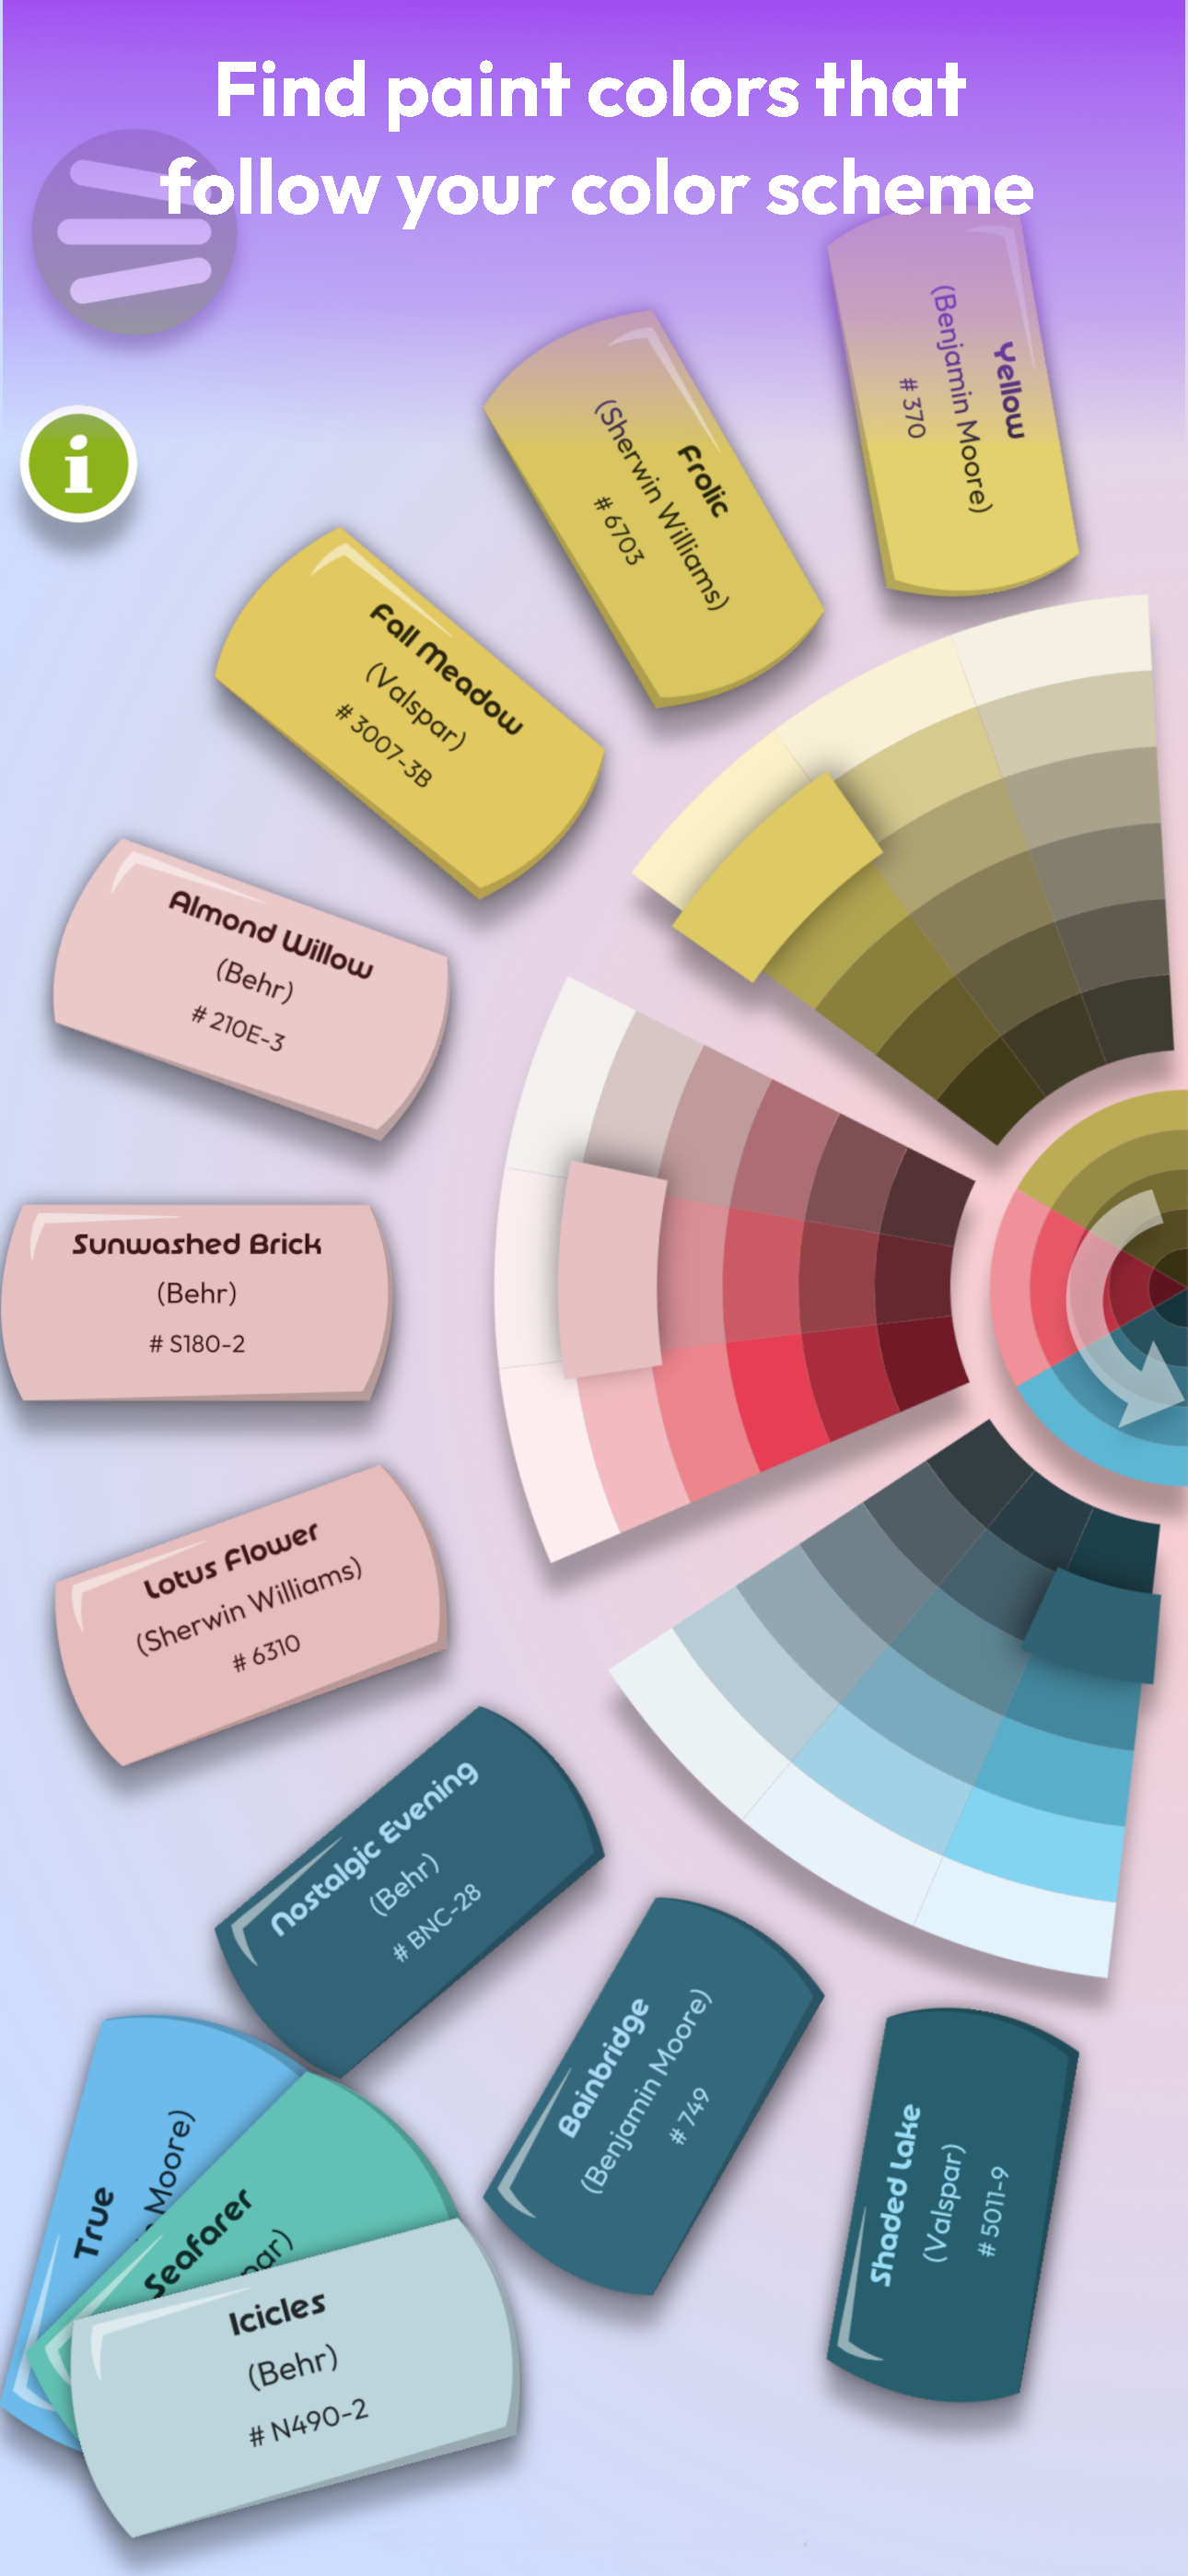 Find paint colors that
follow your color scheme
i
Yellow
(Benjamin Moore)
# 370
Frolic
(Sherwin Williams)
# 6703
Fall Meadow
(Valspar)
# 3007-3B
Almond Willow
(Behr)
# 210E-3
Sunwashed Brick
(Behr)
# S180-2
Lotus Flower
(Sherwin Williams)
# 6310
Nostalgic Evening
(Behr)
# BNC-28
Bainbridge
(Benjamin Moore)
# 749
Shaded Lake
(Valspar)
# 5011-9
True
Moore)
Seafarer
Icicles
(Behr)
# N490-2